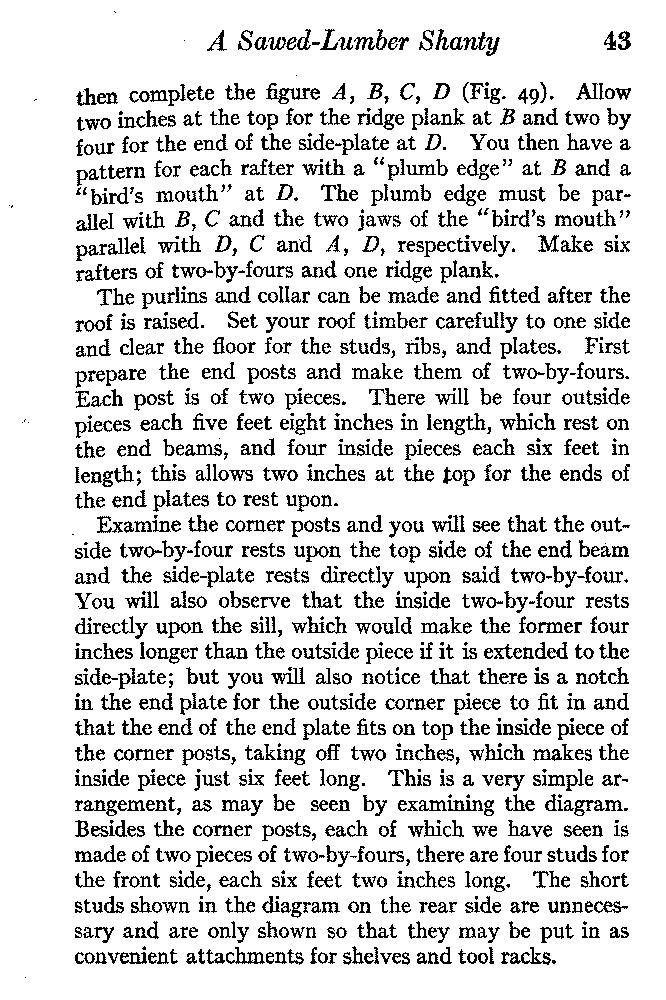 A Sawed-Lumber Shanty 43
then complete the figure A, B, C, D (Fig. 49). Allow
two inches at the top for the ridge plank at B and two by
four for the end of the side-plate at D. You then have a
pattern for each rafter with a "plumb edge" at B and a
"bird's mouth" at D. The plumb edge must be par-
allel with B, C and the two jaws of the "bird's mouth"
parallel with D, C and A, D, respectively. Make six
rafters of two-by-fours and one ridge plank.
The purlins and collar can be made and fitted after the
roof is raised. Set your roof timber carefully to one side
and clear the floor for the studs, ribs, and plates. First
prepare the end posts and make them of two-by-fours.
Each post is of two pieces. There will be four outside
pieces each five feet eight inches in length, which rest on
the end beams, and four inside pieces each six feet in
length; this allows two inches at the top for the ends of
the end plates to rest upon.
Examine the corner posts and you will see that the out-
side two-by-four rests upon the top side of the end beam
and the side-plate rests directly upon said two-by-four.
You will also observe that the inside two-by-four rests
directly upon the sill, which would make the former four
inches longer than the outside piece if it is extended to the
side-plate; but you will also notice that there is a notch
in the end plate for the outside corner piece to fit in and
that the end of the end plate fits on top the inside piece of
the corner posts, taking off two inches, which makes the
inside piece just six feet long. This is a very simple ar-
rangement, as may be seen by examining the diagram.
Besides the corner posts, each of which we have seen is
made of two pieces of two-by-fours, there are four studs for
the front side, each six feet two inches long. The short
studs shown in the diagram on the rear side are unneces-
sary and are only shown so that they may be put in as
convenient attachments for shelves and tool racks.